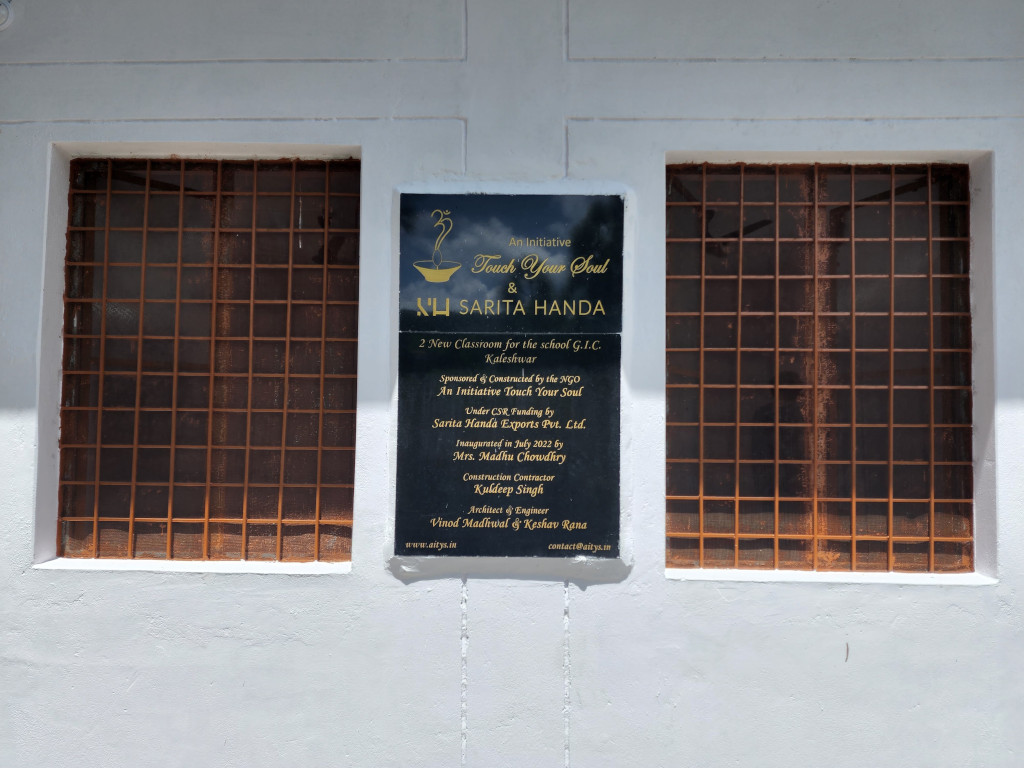 ॐ
An Initiative
Touch Your Soul
&
SARITA HANDA
2 New Classroom for the school G.I.C.
Kaleshwar
Sponsored & Constructed by the NGO
An Initiative Touch Your Soul
Under CSR Funding by
Sarita Handa Exports Pvt. Ltd.
Inaugurated in July 2022 by
Mrs. Madhu Chowdhry
Construction Contractor
Kuldeep Singh
Architect & Engineer
Vinod Madhwal & Keshav Rana
www.aitys.in contact@aitys.in